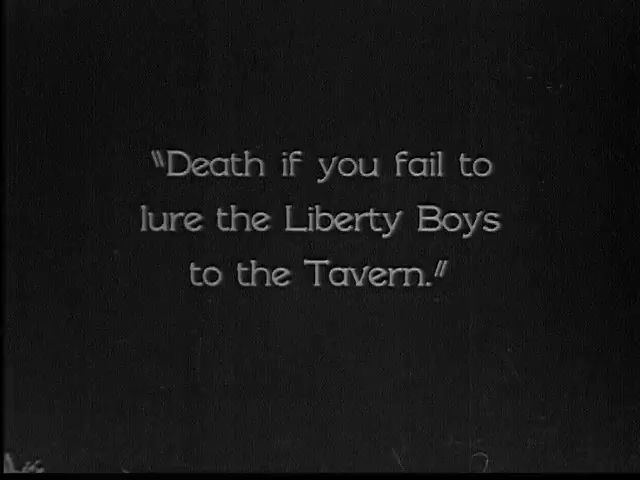 "Death if you fail to
lure the Liberty Boys
to the Tavern."